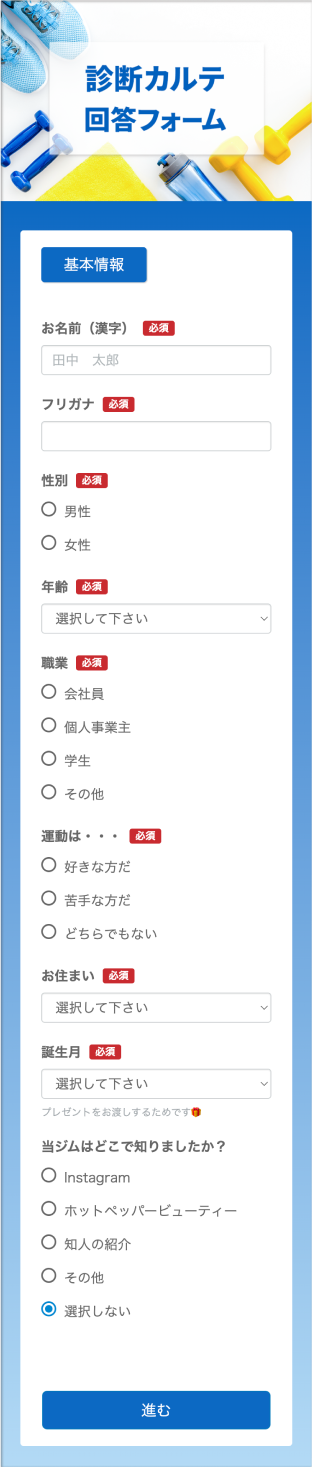 診断カルテ
回答フォーム
基本情報
お名前（漢字） 必須
田中　太郎
フリガナ 必須
性別 必須
男性
女性
年齢 必須
選択して下さい
職業 必須
会社員
個人事業主
学生
その他
運動は・・・ 必須
好きな方だ
苦手な方だ
どちらでもない
お住まい 必須
選択して下さい
誕生月 必須
選択して下さい
プレゼントをお渡しするためです🎁
当ジムはどこで知りましたか？
Instagram
ホットペッパービューティー
知人の紹介
その他
選択しない
進む